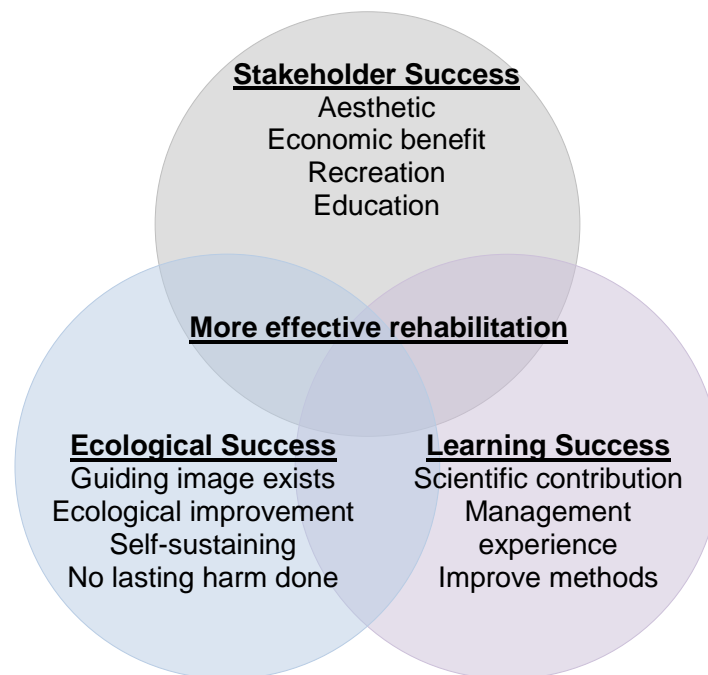 Stakeholder Success
Aesthetic
Economic benefit
Recreation
Education
More effective rehabilitation
Ecological Success
Guiding image exists
Ecological improvement
Self-sustaining
No lasting harm done
Learning Success
Scientific contribution
Management
experience
Improve methods